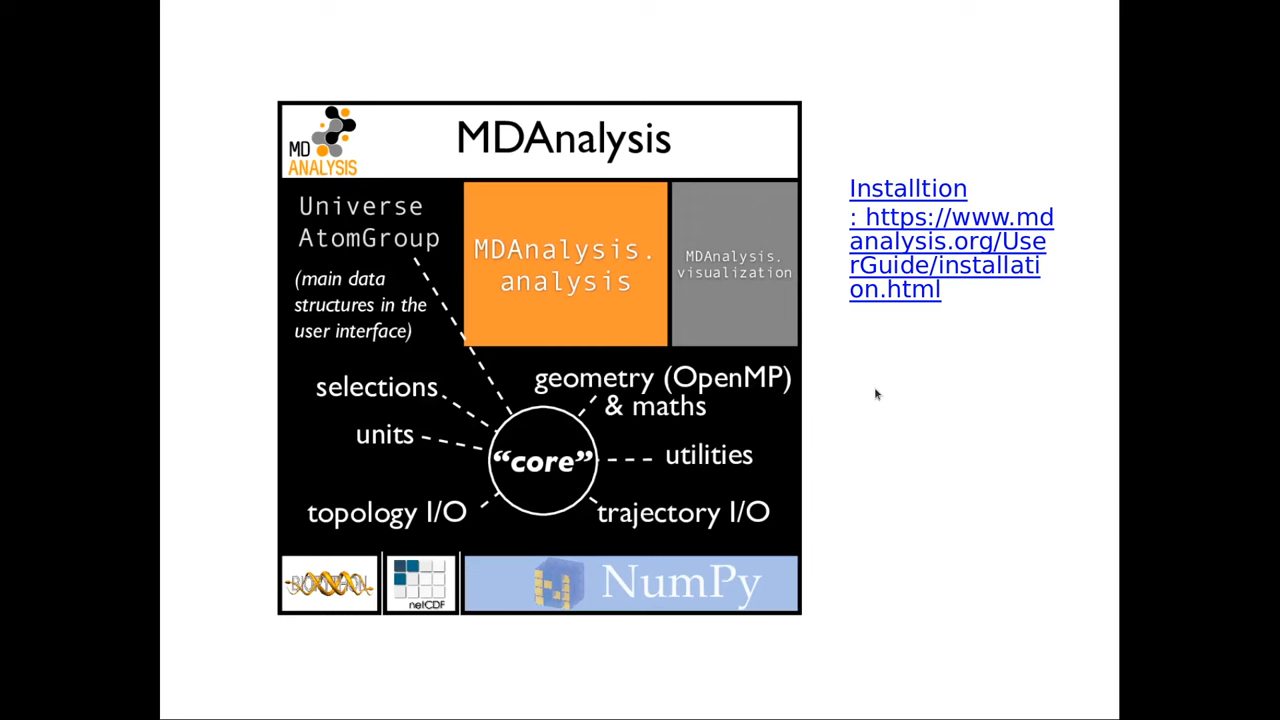 MD
ANALYSIS
MDAnalysis
Universe
AtomGroup
(main data
structures in the
user interface)
MDAnalysis.
analysis
MDAnalysis.
visualization
selections
units
topology I/O
geometry (OpenMP)
& maths
utilities
trajectory I/O
“core”
BIOPYTHON
netCDF
NumPy
Installtion
: https://www.md
analysis.org/Use
rGuide/installati
on.html